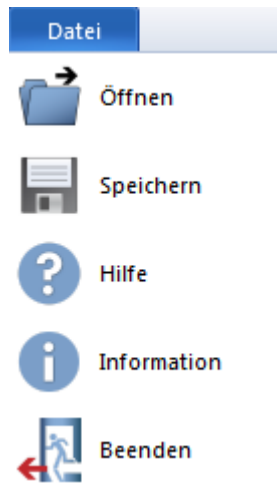 Datei
Öffnen
Speichern
Hilfe
Information
Beenden